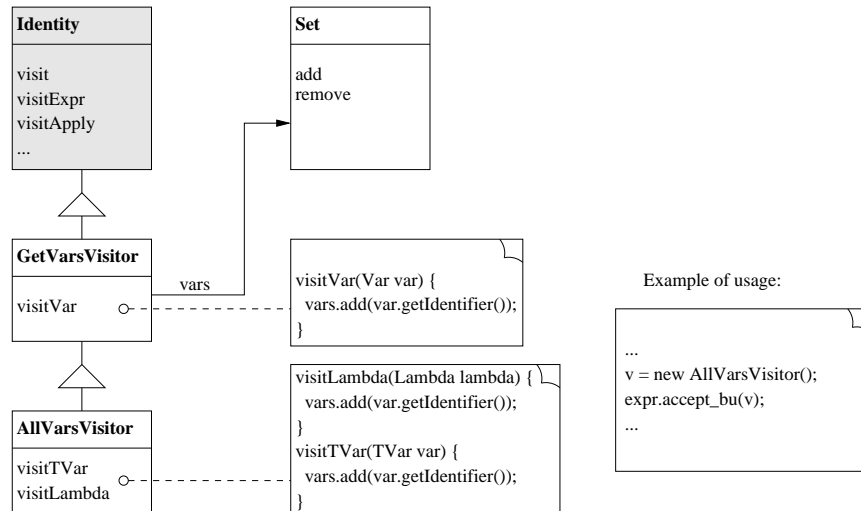 Identity
visit
visitExpr
visitApply
...
Set
add
remove
GetVarsVisitor
visitVar
vars
visitVar(Var var) {
vars.add(var.getIdentifier());
}
Example of usage:
...
v = new AllVarsVisitor();
expr.accept_bu(v);
...
AllVarsVisitor
visitTVar
visitLambda
visitLambda(Lambda lambda) {
vars.add(var.getIdentifier());
}
visitTVar(TVar var) {
vars.add(var.getIdentifier());
}